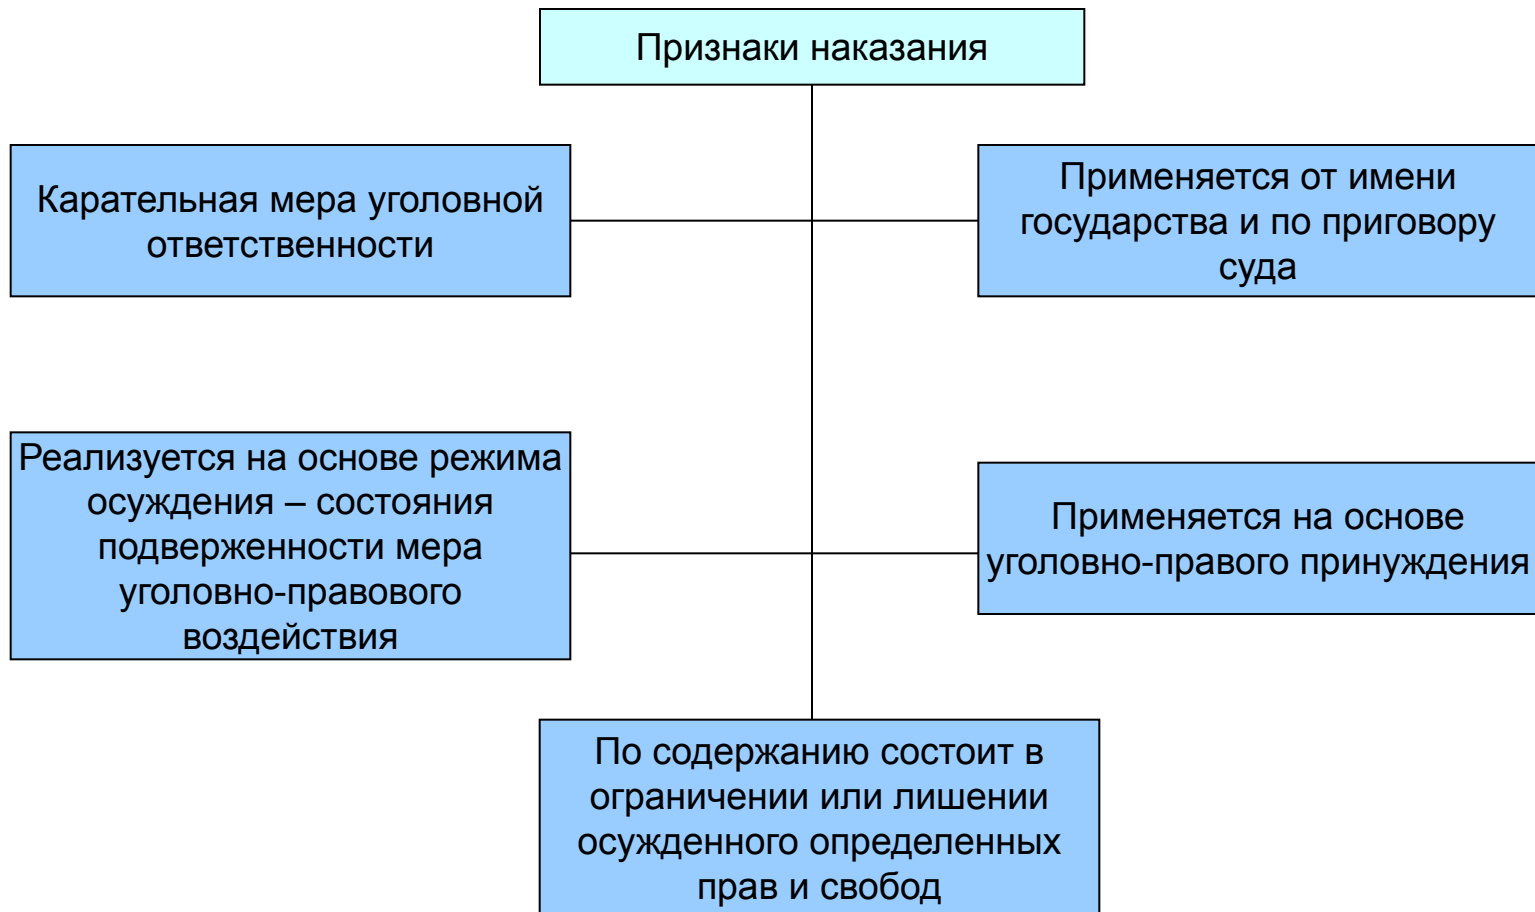 Признаки наказания
Карательная мера уголовной
ответственности
Применяется от имени
государства и по приговору
суда
Реализуется на основе режима
осуждения – состояния
подверженности мера
уголовно-правового
воздействия
Применяется на основе
уголовно-правого принуждения
По содержанию состоит в
ограничении или лишении
осужденного определенных
прав и свобод